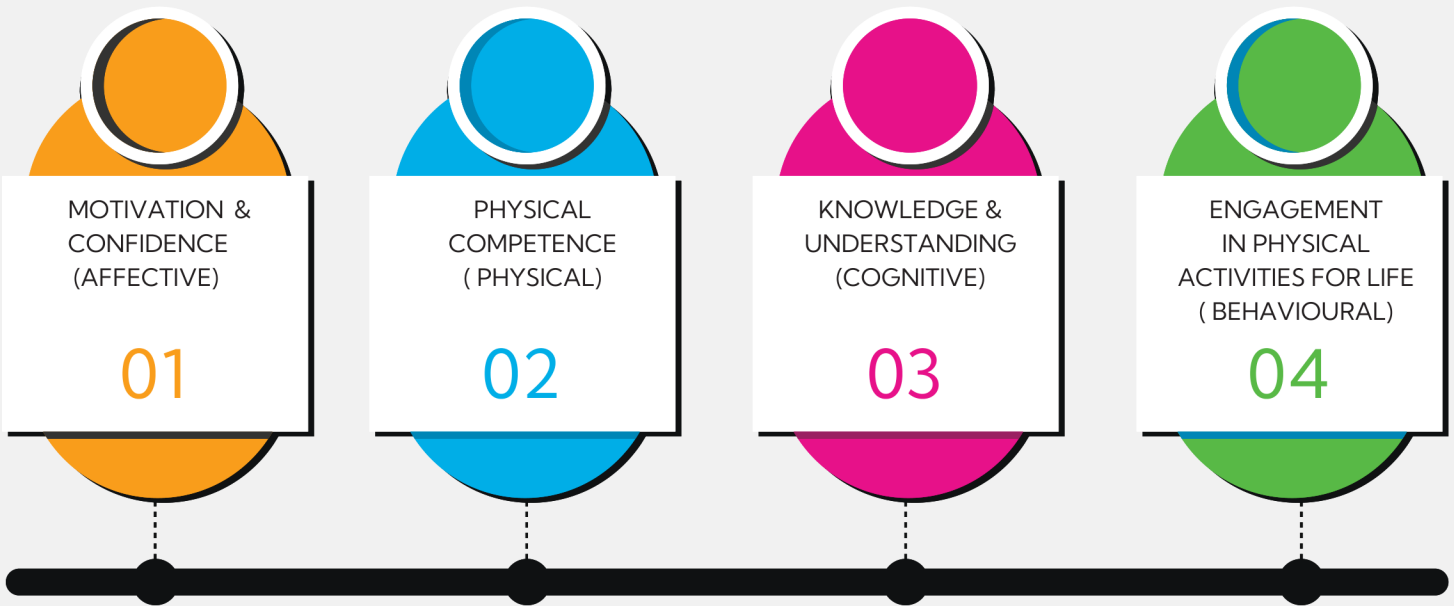 MOTIVATION &
CONFIDENCE
(AFFECTIVE)
01
PHYSICAL
COMPETENCE
( PHYSICAL)
02
KNOWLEDGE &
UNDERSTANDING
(COGNITIVE)
03
ENGAGEMENT
IN PHYSICAL
ACTIVITIES FOR LIFE
( BEHAVIOURAL)
04